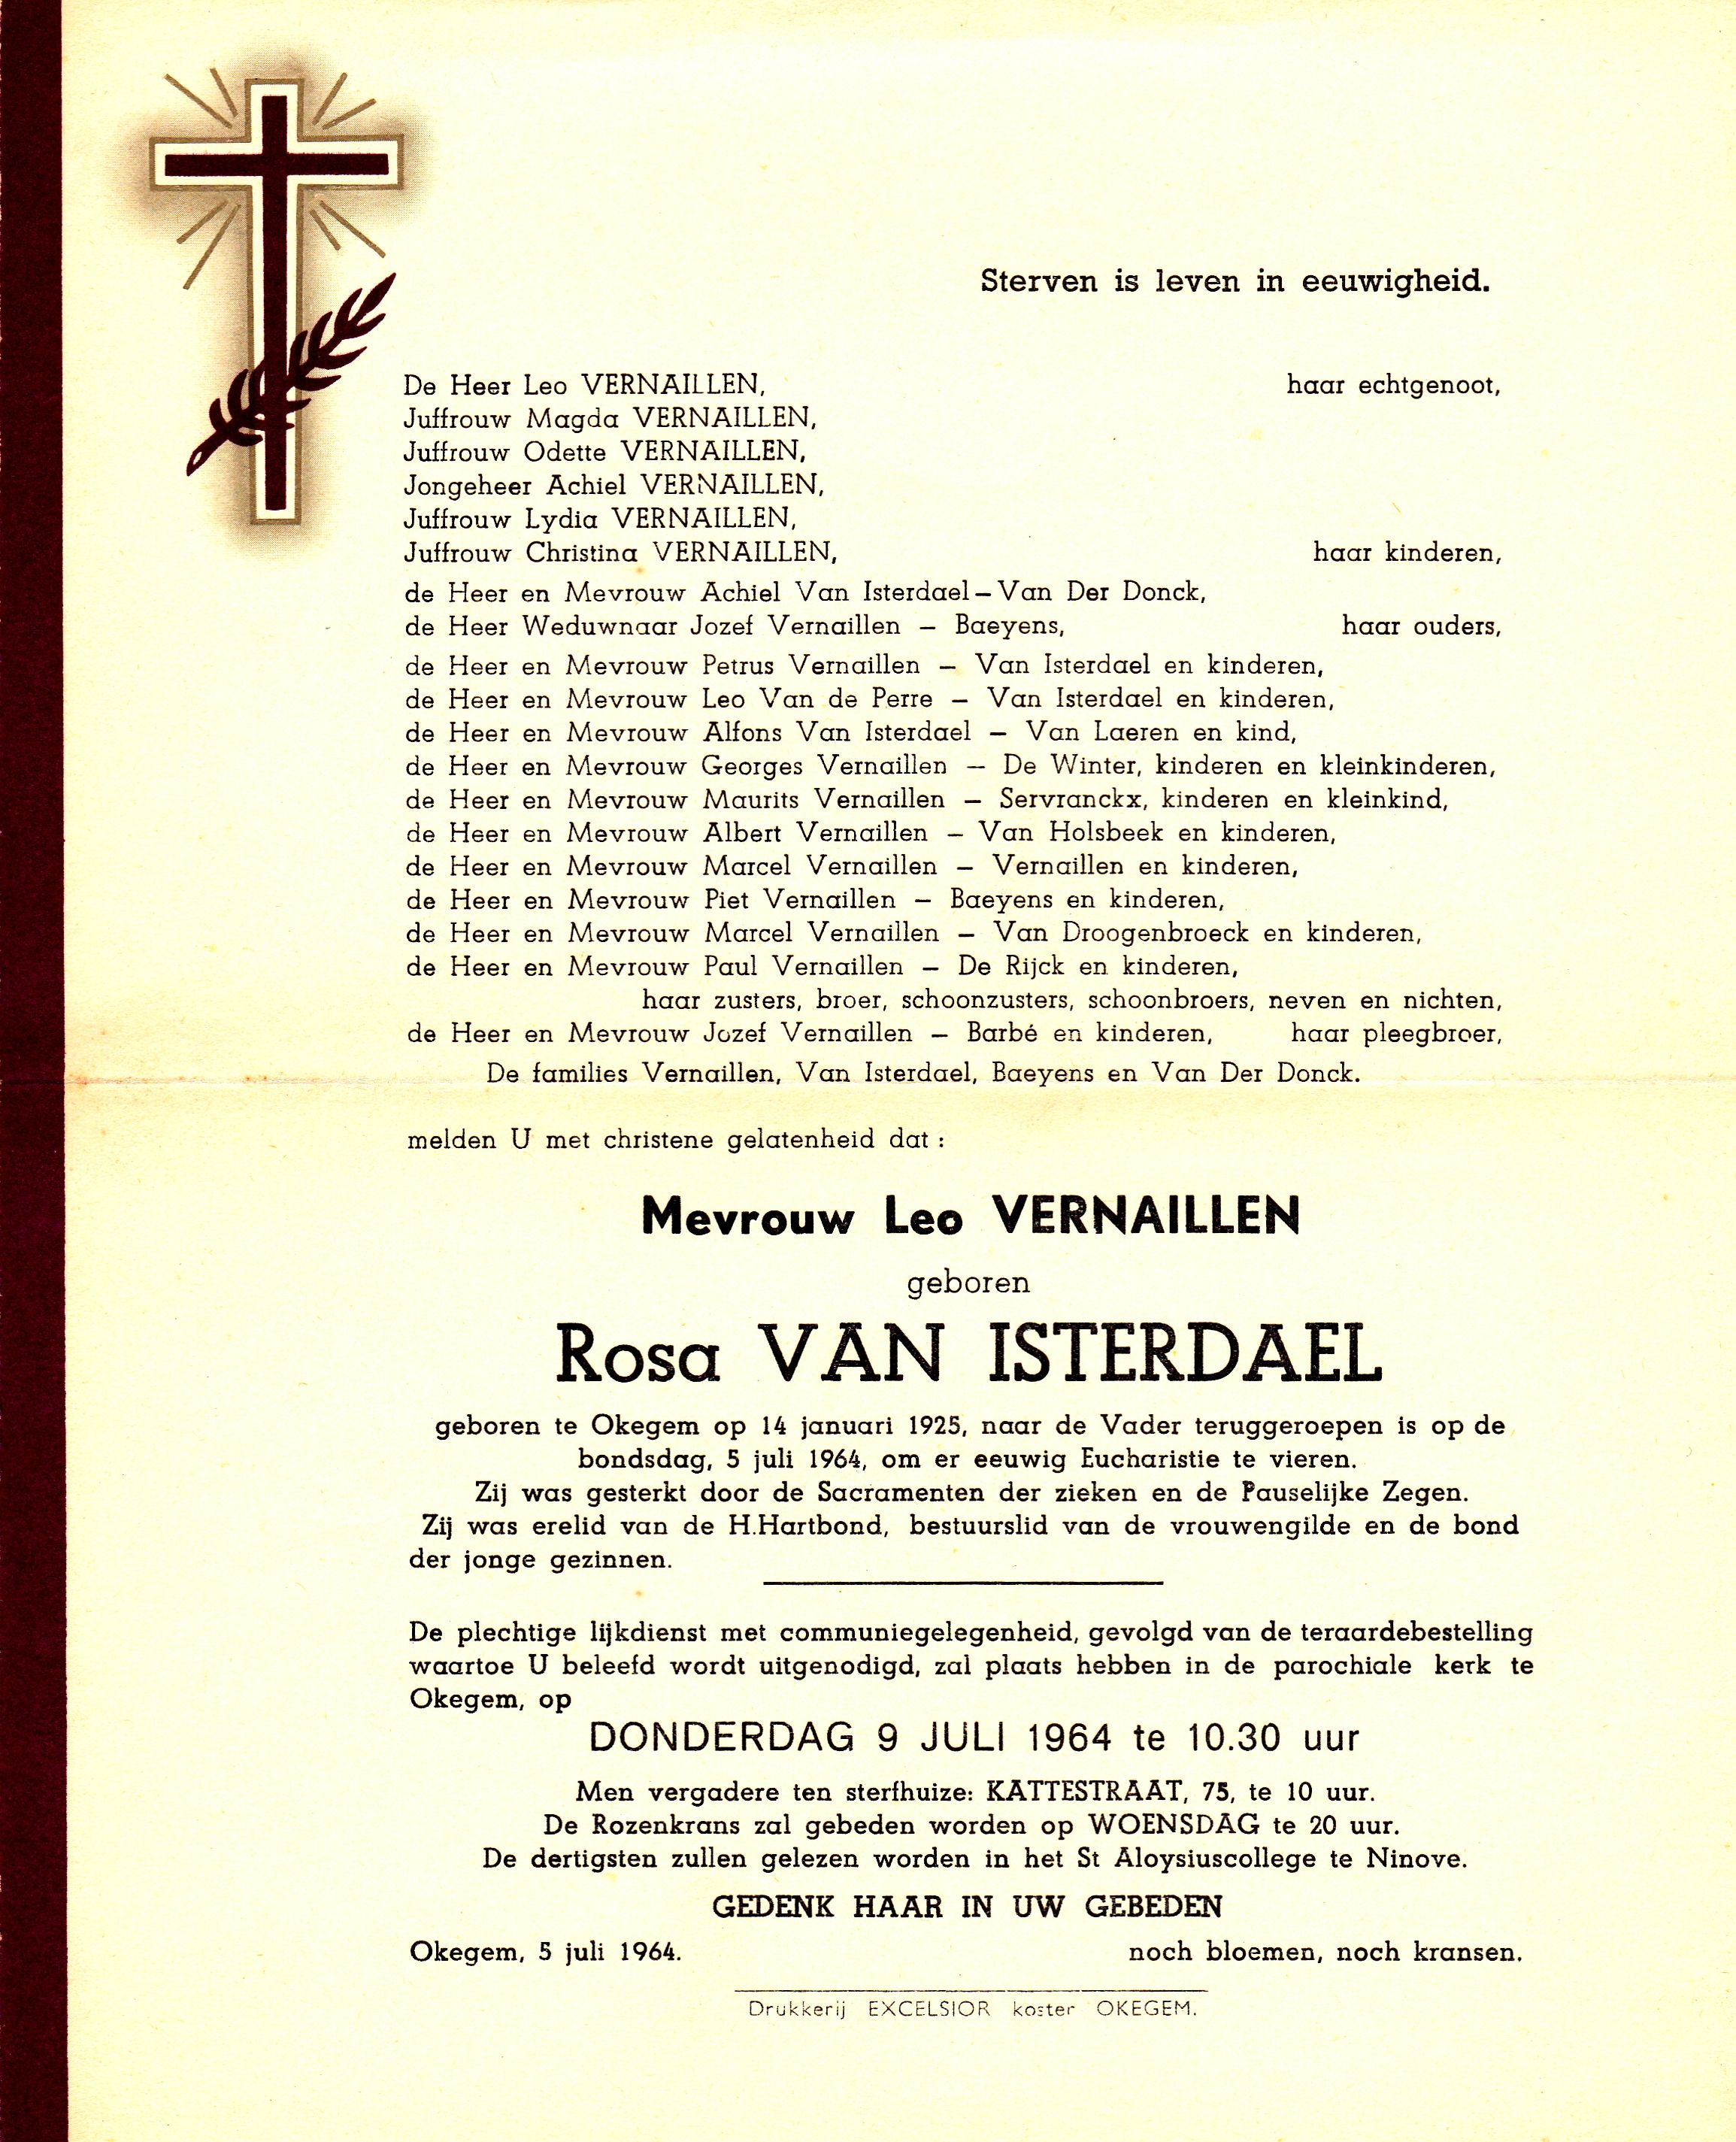 Sterven is leven in eeuwigheid.
De Heer Leo VERNAILLEN, haar echtgenoot,
Juffrouw Magda VERNAILLEN,
Juffrouw Odette VERNAILLEN,
Jongeheer Achiel VERNAILLEN,
Juffrouw Lydia VERNAILLEN,
Juffrouw Christina VERNAILLEN, haar kinderen,
de Heer en Mevrouw Achiel Van Isterdael – Van Der Donck,
de Heer Weduwnaar Jozef Vernaillen – Baeyens, haar ouders,
de Heer en Mevrouw Petrus Vernaillen – Van Isterdael en kinderen,
de Heer en Mevrouw Leo Van de Perre – Van Isterdael en kinderen,
de Heer en Mevrouw Alfons Van Isterdael – Van Laeren en kind,
de Heer en Mevrouw Georges Vernaillen – De Winter, kinderen en kleinkinderen,
de Heer en Mevrouw Maurits Vernaillen – Servranckx, kinderen en kleinkind,
de Heer en Mevrouw Albert Vernaillen – Van Holsbeek en kinderen,
de Heer en Mevrouw Marcel Vernaillen – Vernaillen en kinderen,
de Heer en Mevrouw Piet Vernaillen – Baeyens en kinderen,
de Heer en Mevrouw Marcel Vernaillen – Van Droogenbroeck en kinderen,
de Heer en Mevrouw Paul Vernaillen – De Rijck en kinderen,
haar zusters, broer, schoonzusters, schoonbroers, neven en nichten,
de Heer en Mevrouw Jozef Vernaillen – Barbé en kinderen, haar pleegbroer,
De families Vernaillen, Van Isterdael, Baeyens en Van Der Donck.
melden U met christene gelatenheid dat :
Mevrouw Leo VERNAILLEN
geboren
Rosa VAN ISTERDAEL
geboren te Okegem op 14 januari 1925, naar de Vader teruggeroepen is op de
bondsdag, 5 juli 1964, om er eeuwig Eucharistie te vieren.
Zij was gesterkt door de Sacramenten der zieken en de Pauselijke Zegen.
Zij was erelid van de H.Hartbond, bestuurslid van de vrouwengilde en de bond
der jonge gezinnen.
De plechtige lijkdienst met communiegelegenheid, gevolgd van de teraardebestelling
waartoe U beleefd wordt uitgenodigd, zal plaats hebben in de parochiale kerk te
Okegem, op
DONDERDAG 9 JULI 1964 te 10.30 uur
Men vergadere ten sterfhuize: KATTESTRAAT, 75, te 10 uur.
De Rozenkrans zal gebeden worden op WOENSDAG te 20 uur.
De dertigsten zullen gelezen worden in het St Aloysiuscollege te Ninove.
GEDENK HAAR IN UW GEBEDEN
Okegem, 5 juli 1964. noch bloemen, noch kransen.
Drukkerij EXCELSIOR koster OKEGEM.